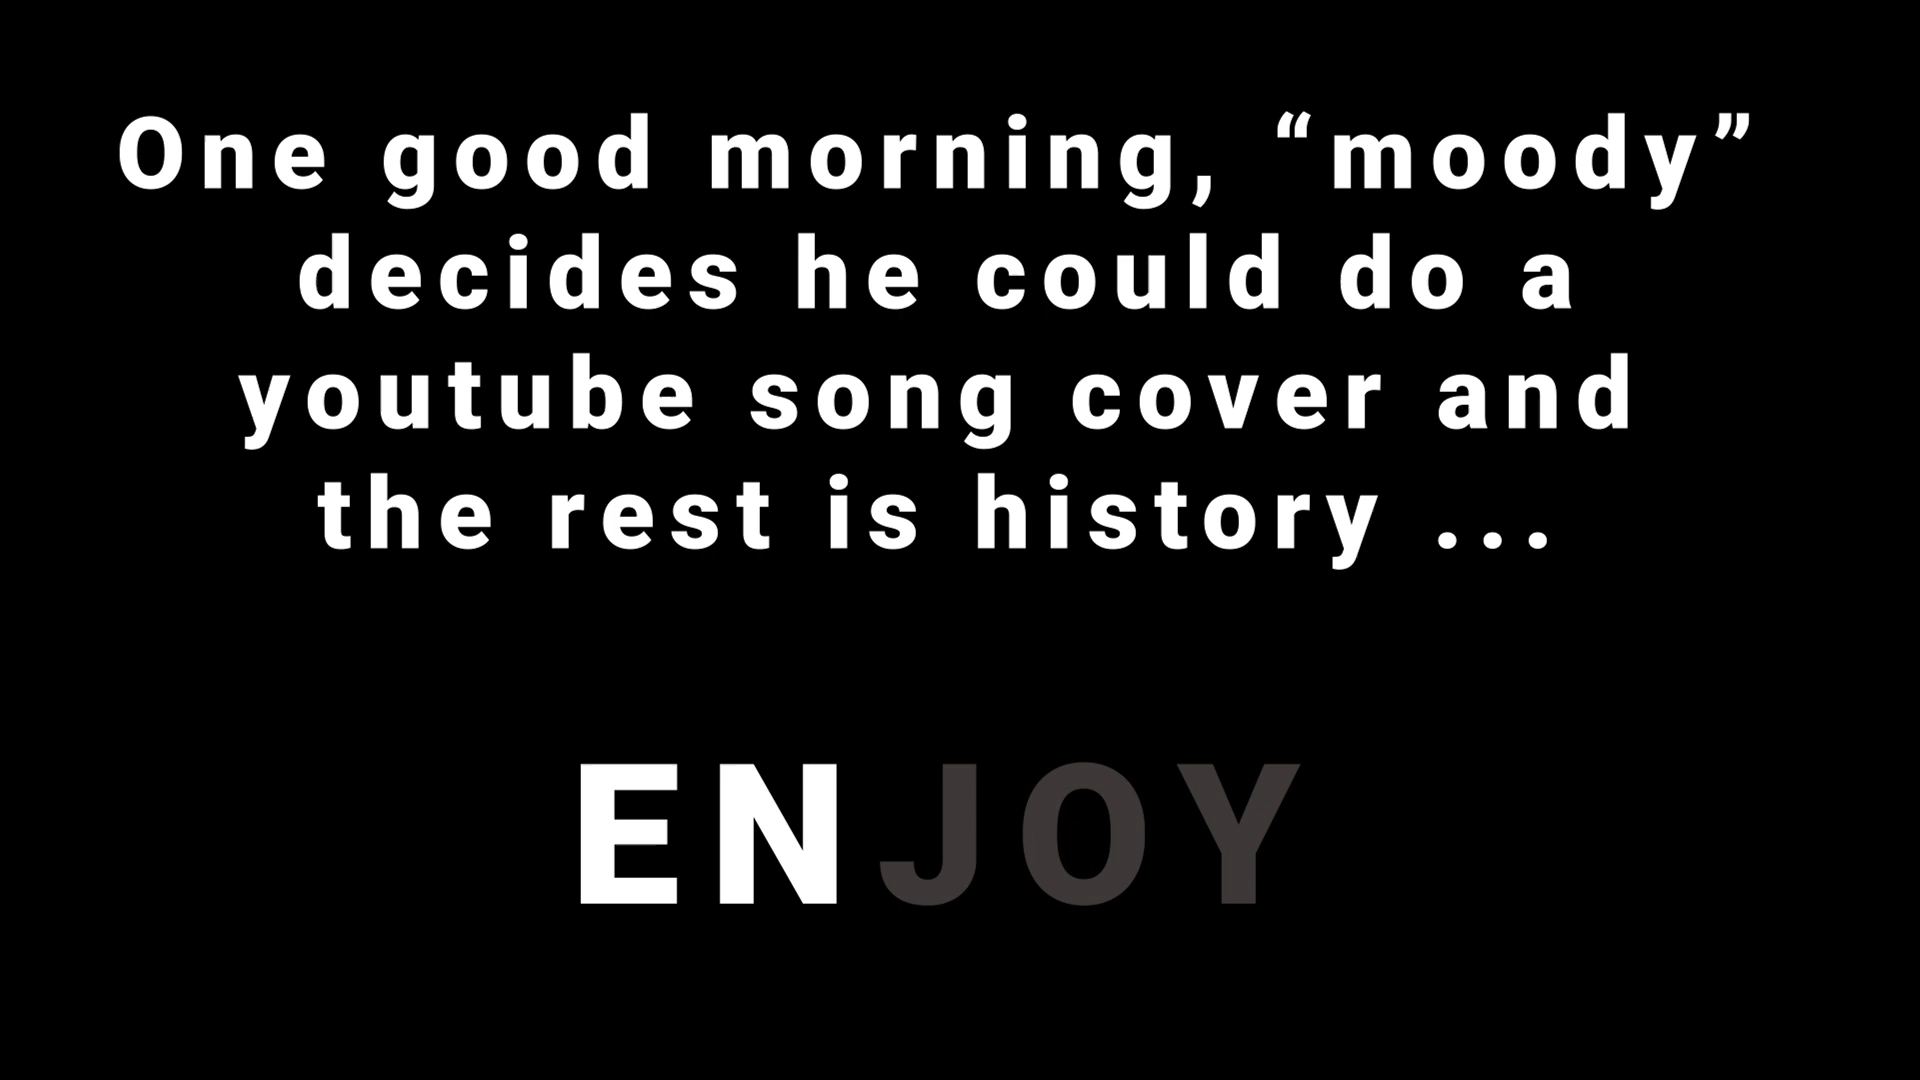 One good morning, “moody”
decides he could do a
youtube song cover and
the rest is history ...
ENJOY